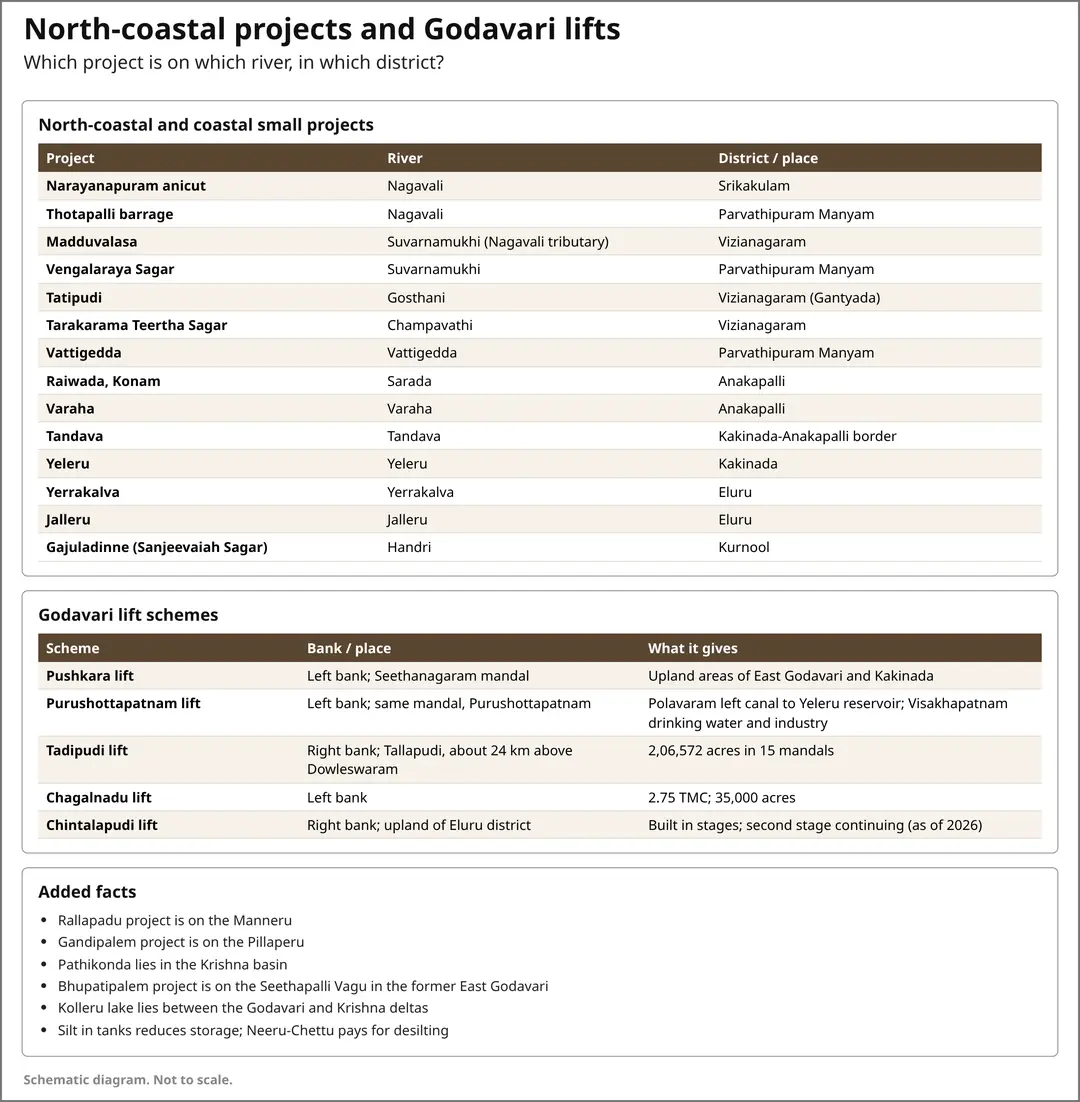 North-coastal projects and Godavari lifts
Which project is on which river, in which district?
North-coastal and coastal small projects
Project River District / place
Narayanapuram anicut Nagavali Srikakulam
Thotapalli barrage Nagavali Parvathipuram Manyam
Madduvalasa Suvarnamukhi (Nagavali tributary) Vizianagaram
Vengalaraya Sagar Suvarnamukhi Parvathipuram Manyam
Tatipudi Gosthani Vizianagaram (Gantyada)
Tarakarama Teertha Sagar Champavathi Vizianagaram
Vattigedda Vattigedda Parvathipuram Manyam
Raiwada, Konam Sarada Anakapalli
Varaha Varaha Anakapalli
Tandava Tandava Kakinada-Anakapalli border
Yeleru Yeleru Kakinada
Yerrakalva Yerrakalva Eluru
Jalleru Jalleru Eluru
Gajuladinne (Sanjeevaiah Sagar) Handri Kurnool
Godavari lift schemes
Scheme Bank / place What it gives
Pushkara lift Left bank; Seethanagaram mandal Upland areas of East Godavari and Kakinada
Purushottapatnam lift Left bank; same mandal, Purushottapatnam Polavaram left canal to Yeleru reservoir; Visakhapatnam
drinking water and industry
Tadipudi lift Right bank; Tallapudi, about 24 km above 2,06,572 acres in 15 mandals
Dowleswaram
Chagalnadu lift Left bank 2.75 TMC; 35,000 acres
Chintalapudi lift Right bank; upland of Eluru district Built in stages; second stage continuing (as of 2026)
Added facts
• Rallapadu project is on the Manneru
• Gandipalem project is on the Pillaperu
• Pathikonda lies in the Krishna basin
• Bhupatipalem project is on the Seethapalli Vagu in the former East Godavari
• Kolleru lake lies between the Godavari and Krishna deltas
• Silt in tanks reduces storage; Neeru-Chettu pays for desilting
Schematic diagram. Not to scale.